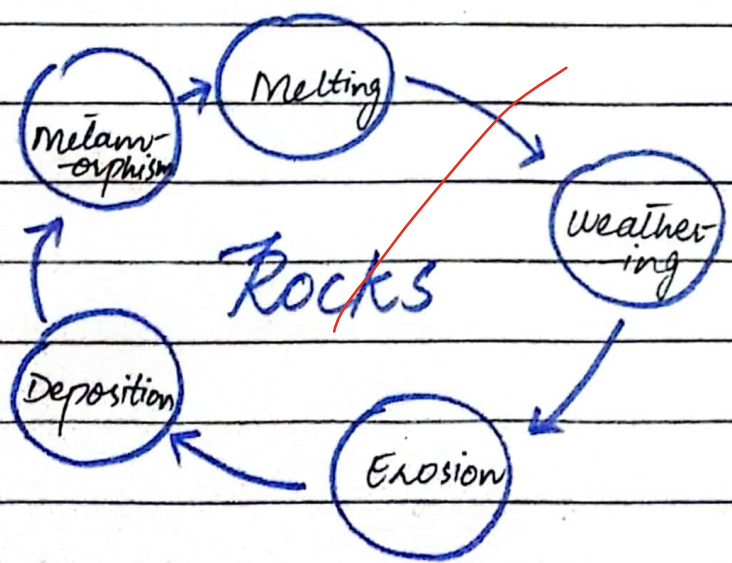 Melting
Metam-
-orphism
Weather-
-ing
Rocks
Deposition
Erosion